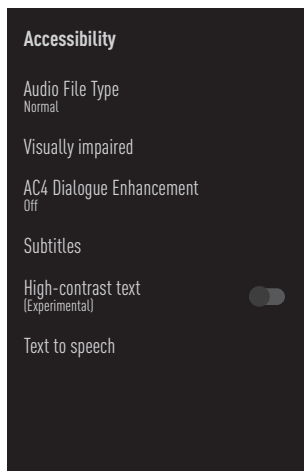 Accessibility
Audio File Type
Normal
Visually impaired
AC4 Dialogue Enhancement
Off
Subtitles
High-contrast text
(Experimental)
Text to speech